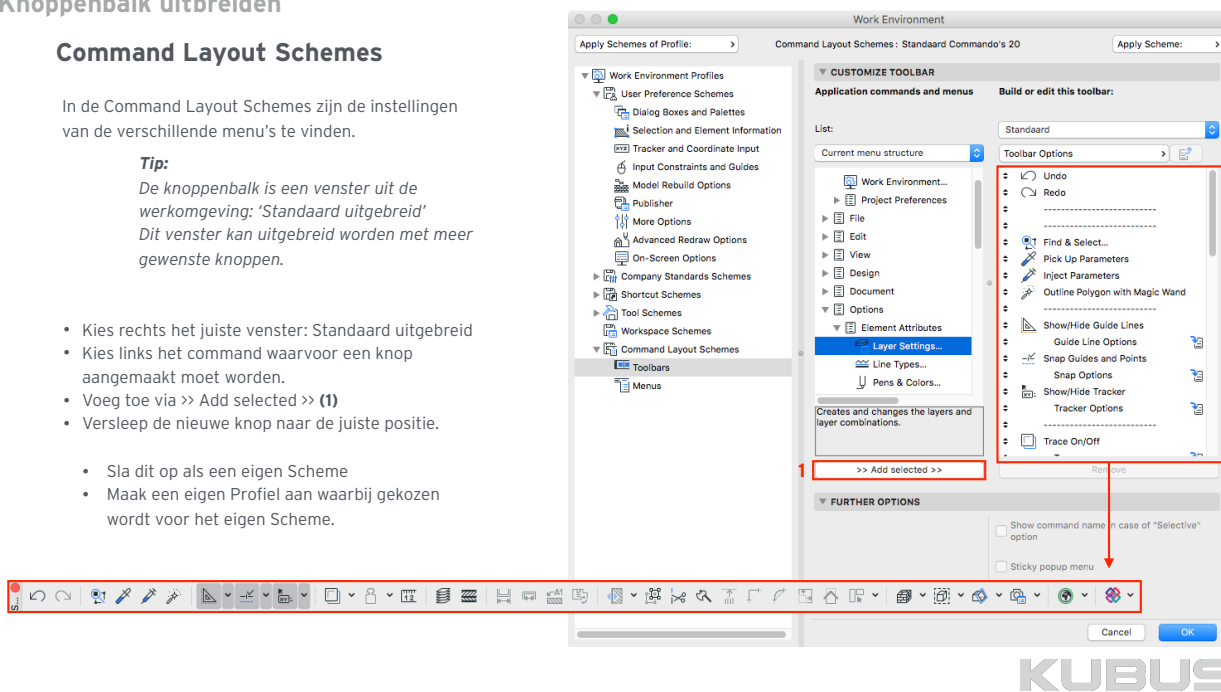 Knoppenbalk uitbreiden
Command Layout Schemes
In de Command Layout Schemes zijn de instellingen
van de verschillende menu's te vinden.
Tip:
De knoppenbalk is een venster uit de
werkomgeving: ‘Standaard uitgebreid’
Dit venster kan uitgebreid worden met meer
gewenste knoppen.
• Kies rechts het juiste venster: Standaard uitgebreid
• Kies links het command waarvoor een knop
aangemaakt moet worden.
• Voeg toe via >> Add selected >> (1)
• Versleep de nieuwe knop naar de juiste positie.
• Sla dit op als een eigen Scheme
• Maak een eigen Profiel aan waarbij gekozen
wordt voor het eigen Scheme.
Work Environment
Apply Schemes of Profile:
Command Layout Schemes : Standaard Commando's 20
Apply Scheme:
Work Environment Profiles
User Preference Schemes
Dialog Boxes and Palettes
Selection and Element Information
Tracker and Coordinate Input
Input Constraints and Guides
Model Rebuild Options
Publisher
More Options
Advanced Redraw Options
On-Screen Options
Company Standards Schemes
Shortcut Schemes
Tool Schemes
Workspace Schemes
Command Layout Schemes
Toolbars
Menus
CUSTOMIZE TOOLBAR
Application commands and menus
List:
Current menu structure
Work Environment...
Project Preferences
File
Edit
View
Design
Document
Options
Element Attributes
Layer Settings...
Line Types...
Pens & Colors...
Creates and changes the layers and
layer combinations.
1
>> Add selected >>
Build or edit this toolbar:
Standaard
Toolbar Options
Undo
Redo
--------------------------
--------------------------
Find & Select...
Pick Up Parameters
Inject Parameters
Outline Polygon with Magic Wand
--------------------------
Show/Hide Guide Lines
Guide Line Options
Snap Guides and Points
Snap Options
Show/Hide Tracker
Tracker Options
--------------------------
Trace On/Off
Remove
FURTHER OPTIONS
Show command name in case of "Selective"
option
Sticky popup menu
S...
Cancel
OK
KUBUS